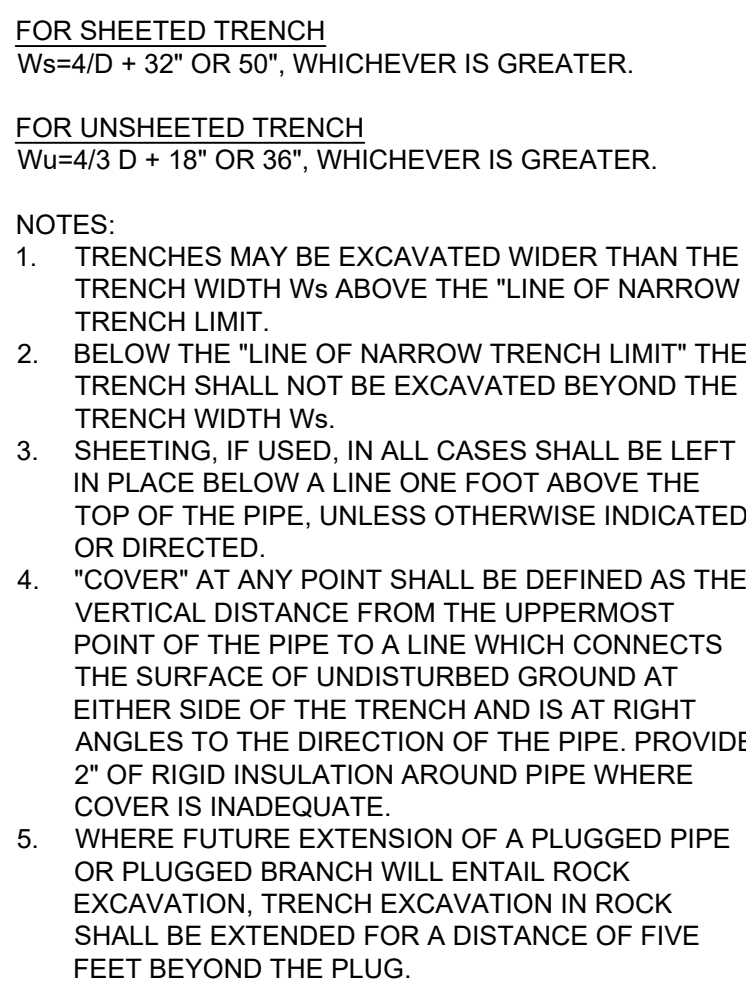 FOR SHEETED TRENCH
Ws=4/D + 32" OR 50", WHICHEVER IS GREATER.
FOR UNSHEETED TRENCH
Wu=4/3 D + 18" OR 36", WHICHEVER IS GREATER.
NOTES:
1. TRENCHES MAY BE EXCAVATED WIDER THAN THE
TRENCH WIDTH Ws ABOVE THE "LINE OF NARROW
TRENCH LIMIT.
2. BELOW THE "LINE OF NARROW TRENCH LIMIT" THE
TRENCH SHALL NOT BE EXCAVATED BEYOND THE
TRENCH WIDTH Ws.
3. SHEETING, IF USED, IN ALL CASES SHALL BE LEFT
IN PLACE BELOW A LINE ONE FOOT ABOVE THE
TOP OF THE PIPE, UNLESS OTHERWISE INDICATED
OR DIRECTED.
4. "COVER" AT ANY POINT SHALL BE DEFINED AS THE
VERTICAL DISTANCE FROM THE UPPERMOST
POINT OF THE PIPE TO A LINE WHICH CONNECTS
THE SURFACE OF UNDISTURBED GROUND AT
EITHER SIDE OF THE TRENCH AND IS AT RIGHT
ANGLES TO THE DIRECTION OF THE PIPE. PROVIDE
2" OF RIGID INSULATION AROUND PIPE WHERE
COVER IS INADEQUATE.
5. WHERE FUTURE EXTENSION OF A PLUGGED PIPE
OR PLUGGED BRANCH WILL ENTAIL ROCK
EXCAVATION, TRENCH EXCAVATION IN ROCK
SHALL BE EXTENDED FOR A DISTANCE OF FIVE
FEET BEYOND THE PLUG.